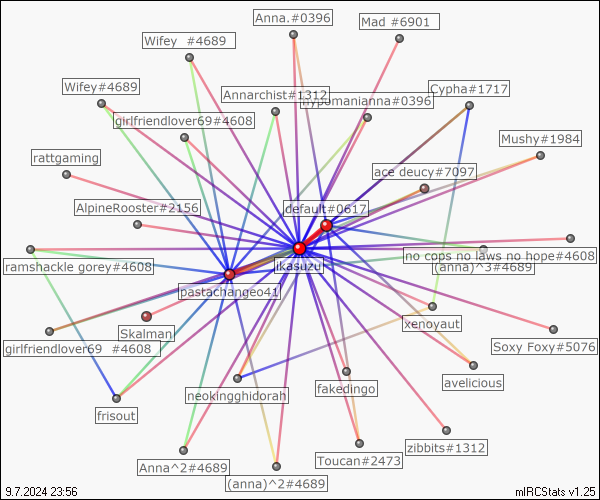 Anna.#0396
Mad #6901
Wifey  #4689
Wifey#4689
Annarchist#1312
hypomanianna#0396
Cypha#1717
girlfriendlover69#4608
Mushy#1984
rattgaming
ace deucy#7097
AlpineRooster#2156
default#0617
no cops no laws no hope#4608
ramshackle gorey#4608
ikasuzu
(anna)^3#4689
pastachangeo41
Skalman
xenoyaut
girlfriendlover69  #4608
Soxy Foxy#5076
neokingghidorah
fakedingo
avelicious
frisout
zibbits#1312
Toucan#2473
Anna^2#4689
(anna)^2#4689
9.7.2024 23:56
mIRCStats v1.25